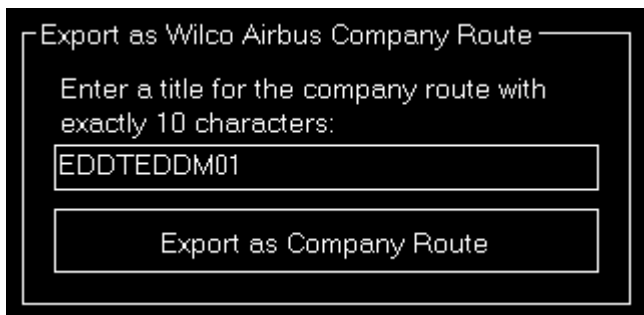 Export as Wilco Airbus Company Route
Enter a title for the company route with
exactly 10 characters:
EDDTEDDM01
Export as Company Route